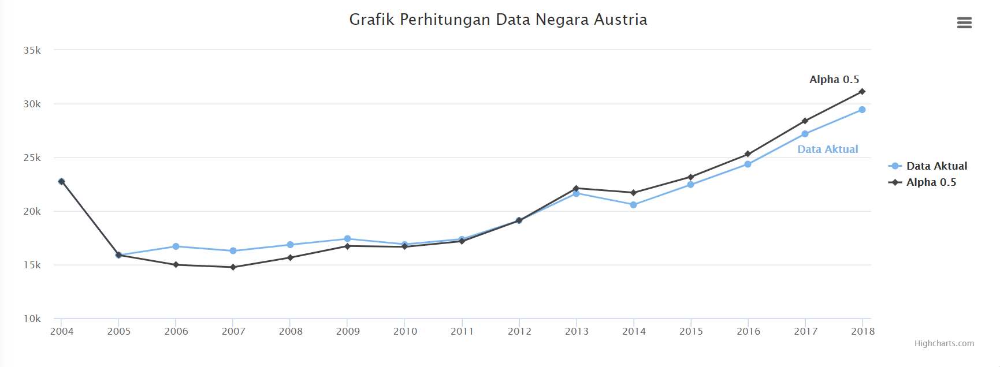 Grafik Perhitungan Data Negara Austria
35k
30k
25k
20k
15k
10k
Alpha 0.5
Data Aktual
Data Aktual
Alpha 0.5
2004 2005 2006 2007 2008 2009 2010 2011 2012 2013 2014 2015 2016 2017 2018
Highcharts.com